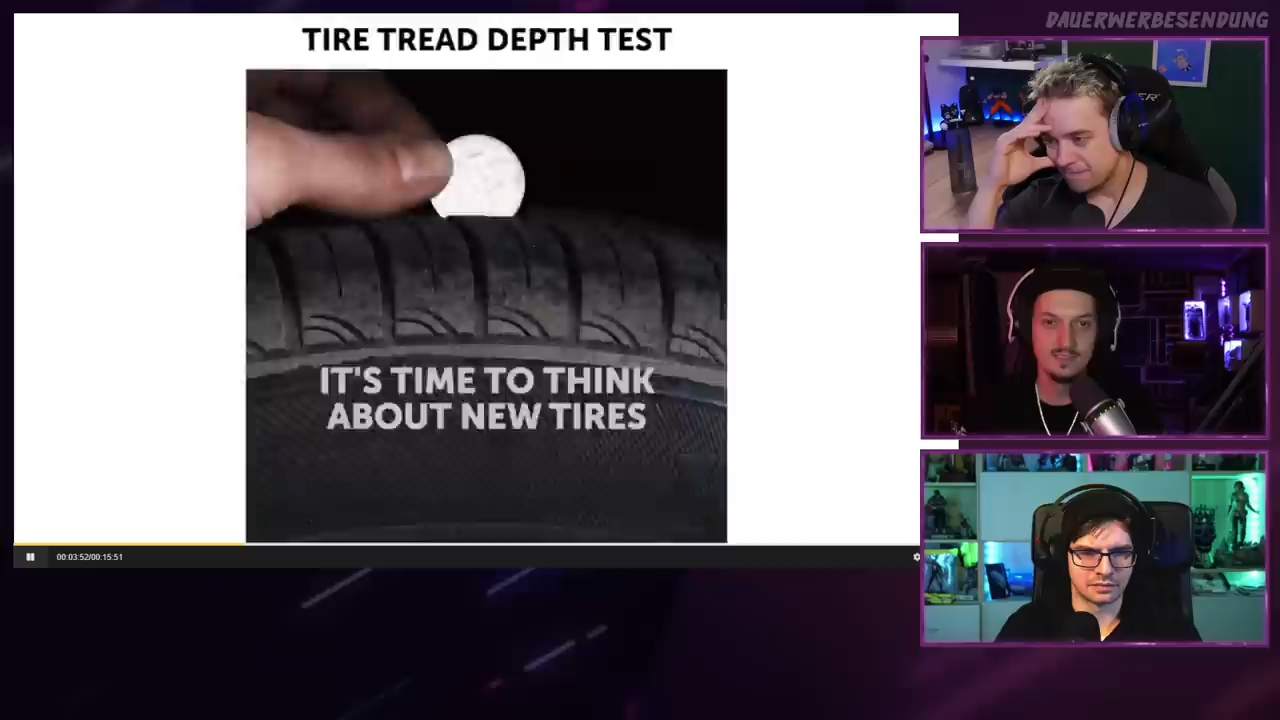 DAUERWERBESENDUNG
TIRE TREAD DEPTH TEST
IT'S TIME TO THINK
ABOUT NEW TIRES
00:03:52/00:15:51